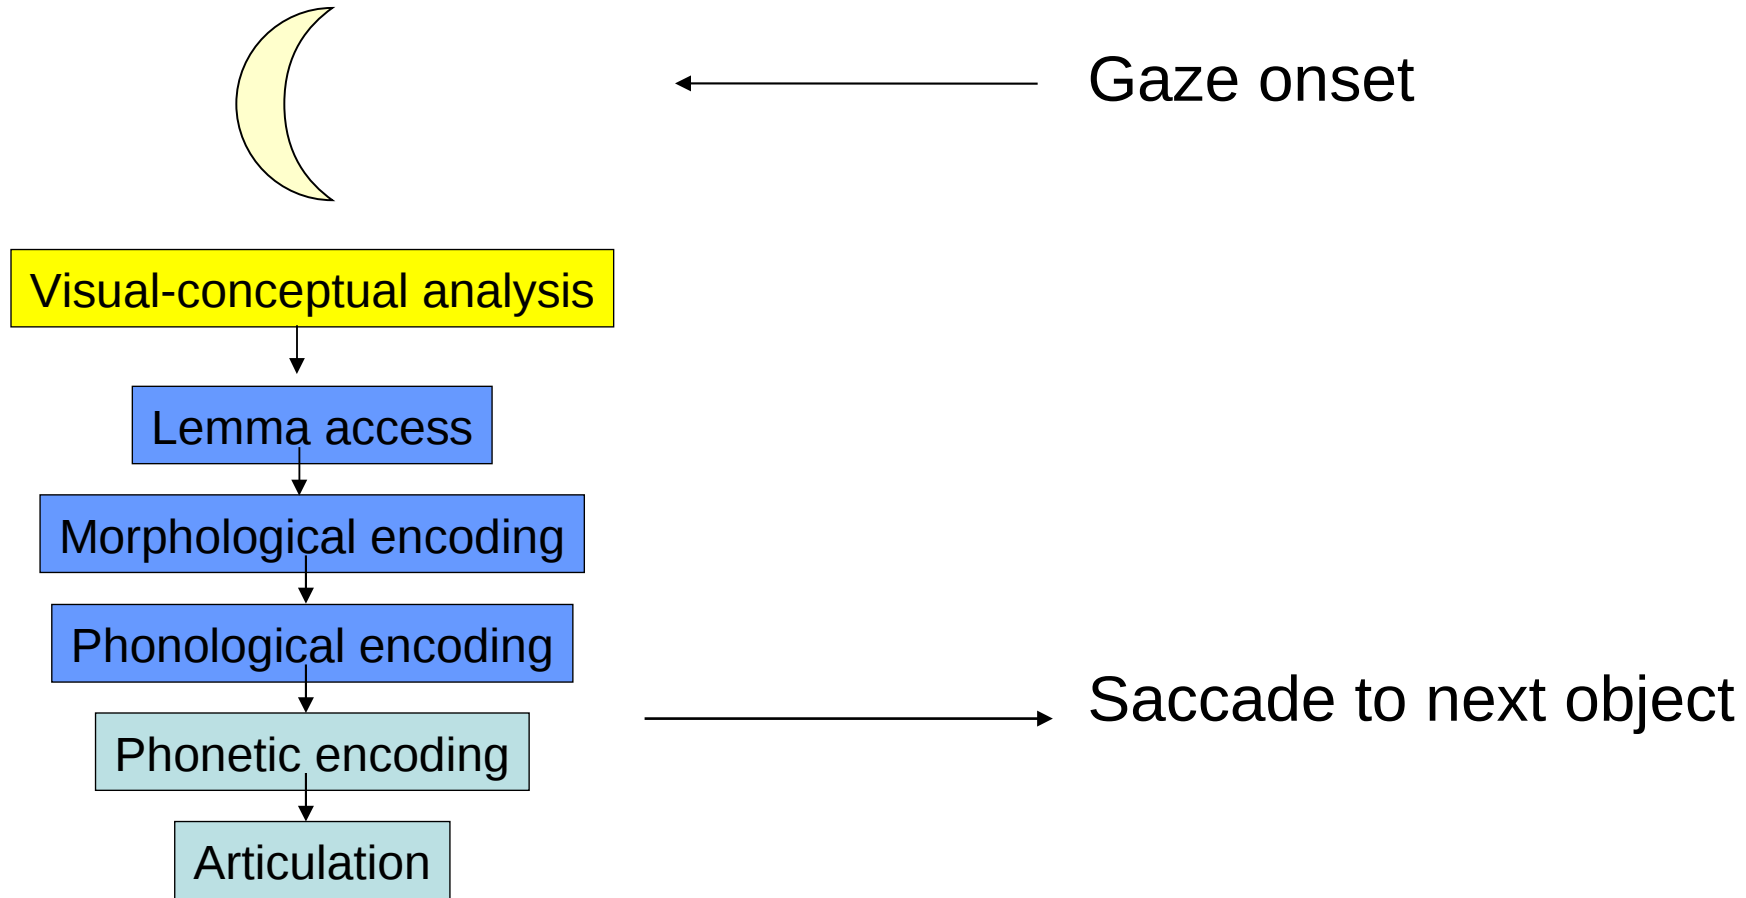 Gaze onset
Visual-conceptual analysis
Lemma access
Morphological encoding
Phonological encoding
Saccade to next object
Phonetic encoding
Articulation